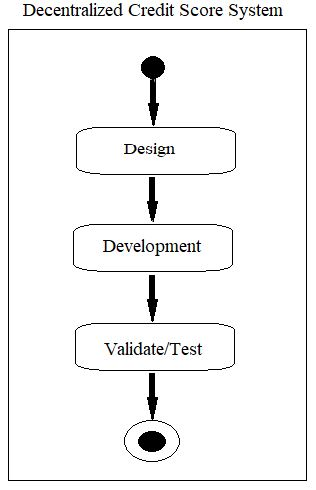 Decentralized Credit Score System
Design
Development
Validate/Test